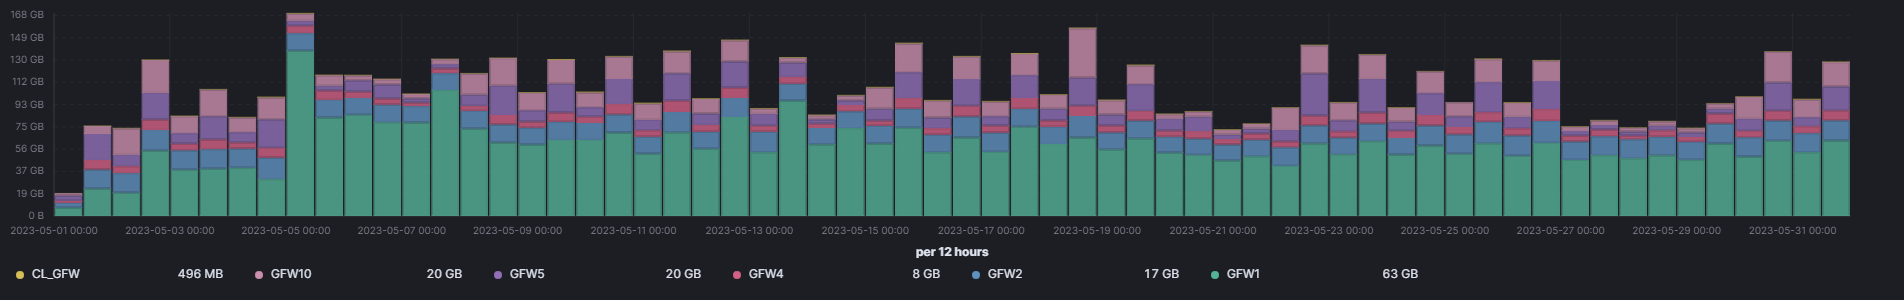 168 GB
149 GB
130 GB
112 GB
93 GB
75 GB
56 GB
37 GB
19 GB
0 B
2023-05-01 00:00 2023-05-03 00:00 2023-05-05 00:00 2023-05-07 00:00 2023-05-09 00:00 2023-05-11 00:00 2023-05-13 00:00 2023-05-15 00:00 2023-05-17 00:00 2023-05-19 00:00 2023-05-21 00:00 2023-05-23 00:00 2023-05-25 00:00 2023-05-27 00:00 2023-05-29 00:00 2023-05-31 00:00
per 12 hours
CL_GFW 496 MB GFW10 20 GB GFW5 20 GB GFW4 8 GB GFW2 17 GB GFW1 63 GB